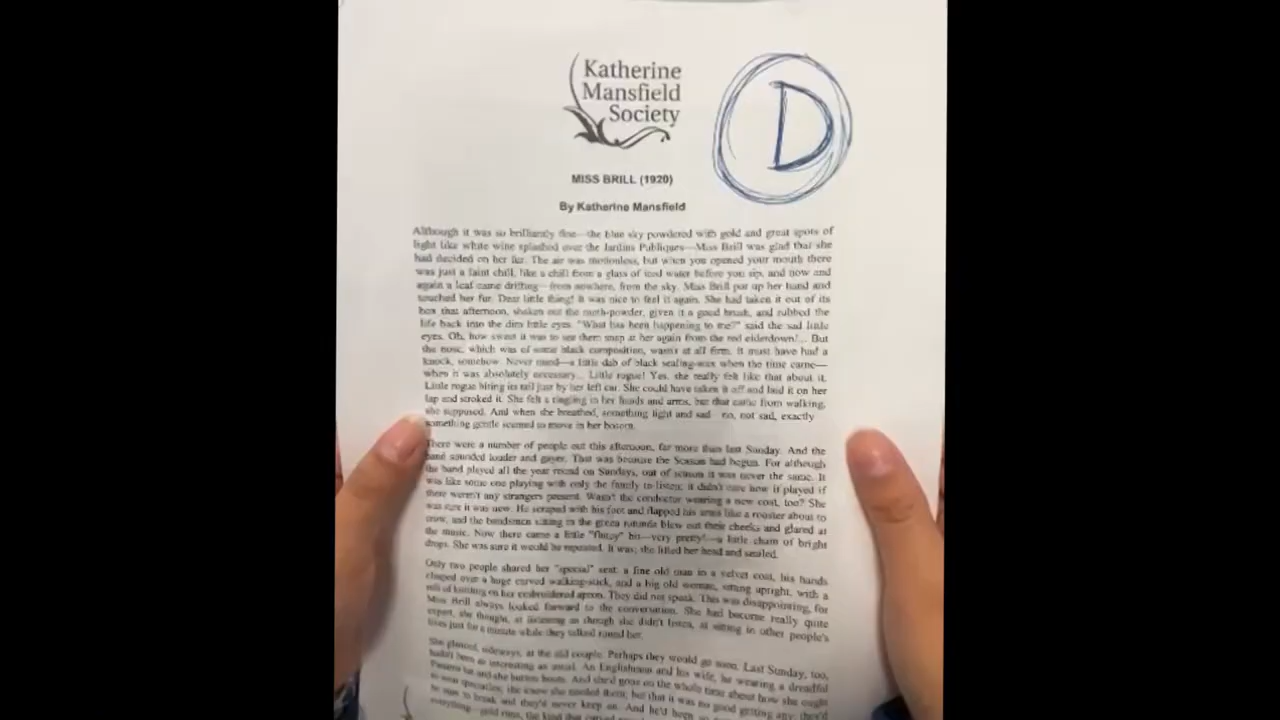 Katherine
Mansfield
Society
D
MISS BRILL (1920)
By Katherine Mansfield
Although it was so brilliantly fine—the blue sky powdered with gold and great spots of
light like white wine splashed over the Jardins Publiques—Miss Brill was glad that she
had decided on her fur. The air was motionless, but when you opened your mouth there
was just a faint chill, like a chill from a glass of iced water before you sip, and now and
again a leaf came drifting—from nowhere, from the sky. Miss Brill put up her hand and
touched her fur. Dear little thing! It was nice to feel it again. She had taken it out of its
box that afternoon, shaken out the moth-powder, given it a good brush, and rubbed the
life back into the dim little eyes. "What has been happening to me?" said the sad little
eyes. Oh, how sweet it was to see them snap at her again from the red eiderdown!... But
the nose, which was of some black composition, wasn't at all firm. It must have had a
knock, somehow. Never mind—a little dab of black sealing-wax when the time came—
when it was absolutely necessary... Little rogue! Yes, she really felt like that about it.
Little rogue biting its tail just by her left ear. She could have taken it off and laid it on her
lap and stroked it. She felt a tingling in her hands and arms, but that came from walking,
she supposed. And when she breathed, something light and sad—no, not sad, exactly
something gentle seemed to move in her bosom.
There were a number of people out this afternoon, far more than last Sunday. And the
band sounded louder and gayer. That was because the Season had begun. For although
the band played all the year round on Sundays, out of season it was never the same. It
was like some one playing with only the family to listen; it didn't care how it played if
there weren't any strangers present. Wasn't the conductor wearing a new coat, too? She
was sure it was new. He scraped with his foot and flapped his arms like a rooster about to
crow, and the bandsmen sitting in the green rotunda blew out their cheeks and glared at
the music. Now there came a little "flutey" bit—very pretty!—a little chain of bright
drops. She was sure it would be repeated. It was; she lifted her head and smiled.
Only two people shared her "special" seat: a fine old man in a velvet coat, his hands
clasped over a huge carved walking-stick, and a big old woman, sitting upright, with a
roll of knitting on her embroidered apron. They did not speak. This was disappointing, for
Miss Brill always looked forward to the conversation. She had become really quite
expert, she thought, at listening as though she didn't listen, at sitting in other people's
lives just for a minute while they talked round her.
She glanced, sideways, at the old couple. Perhaps they would go soon. Last Sunday, too,
hadn't been as interesting as usual. An Englishman and his wife, he wearing a dreadful
Panama hat and she button boots. And she'd gone on the whole time about how she ought
to wear spectacles; she knew she needed them; but that it was no good getting any; they'd
be sure to break and they'd never keep on. And he'd been so
everything—gold rims, the kind that curved